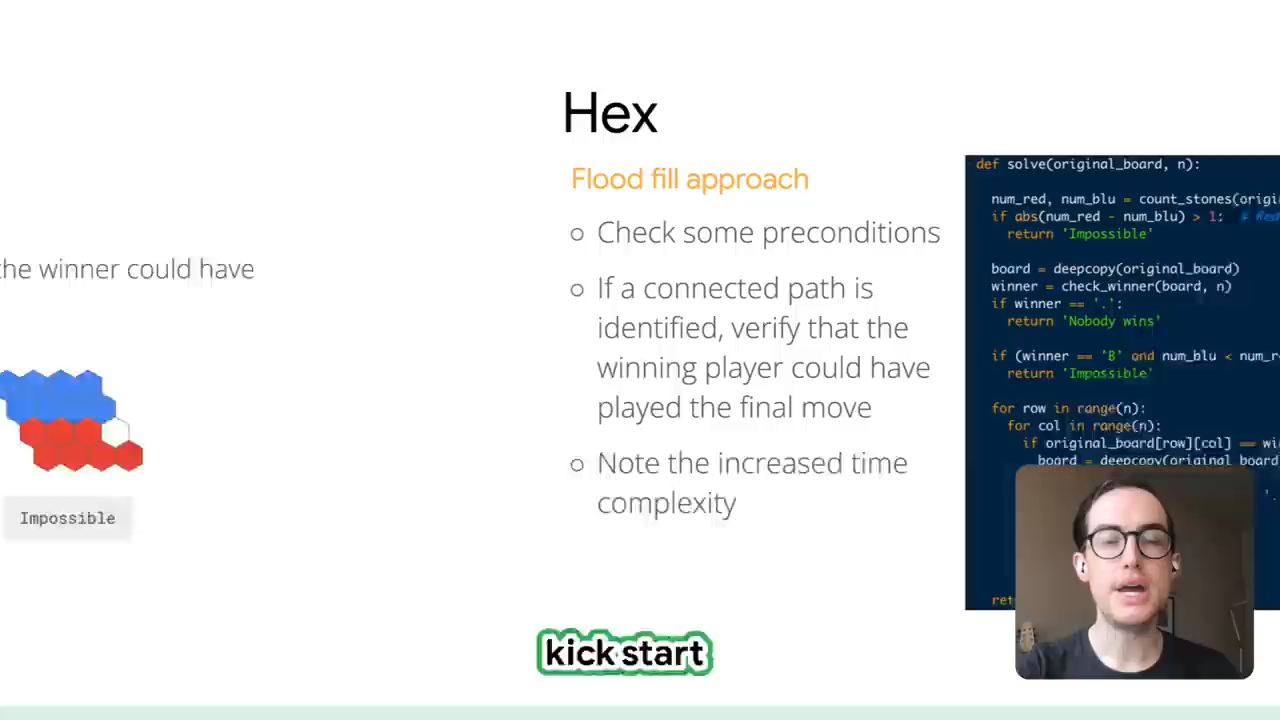 the winner could have
Impossible
Hex
Flood fill approach
Check some preconditions
If a connected path is
identified, verify that the
winning player could have
played the final move
Note the increased time
complexity
def solve(original_board, n):
num_red, num_blu = count_stones(origi
if abs(num_red - num_blu) > 1: # Red
return 'Impossible'
board = deepcopy(original_board)
winner = check_winner(board, n)
if winner == '.':
return 'Nobody wins'
if (winner == 'B' and num_blu < num_r
return 'Impossible'
for row in range(n):
for col in range(n):
if original_board[row][col] == wi
board = deepcopy(original_board
ret
kick start